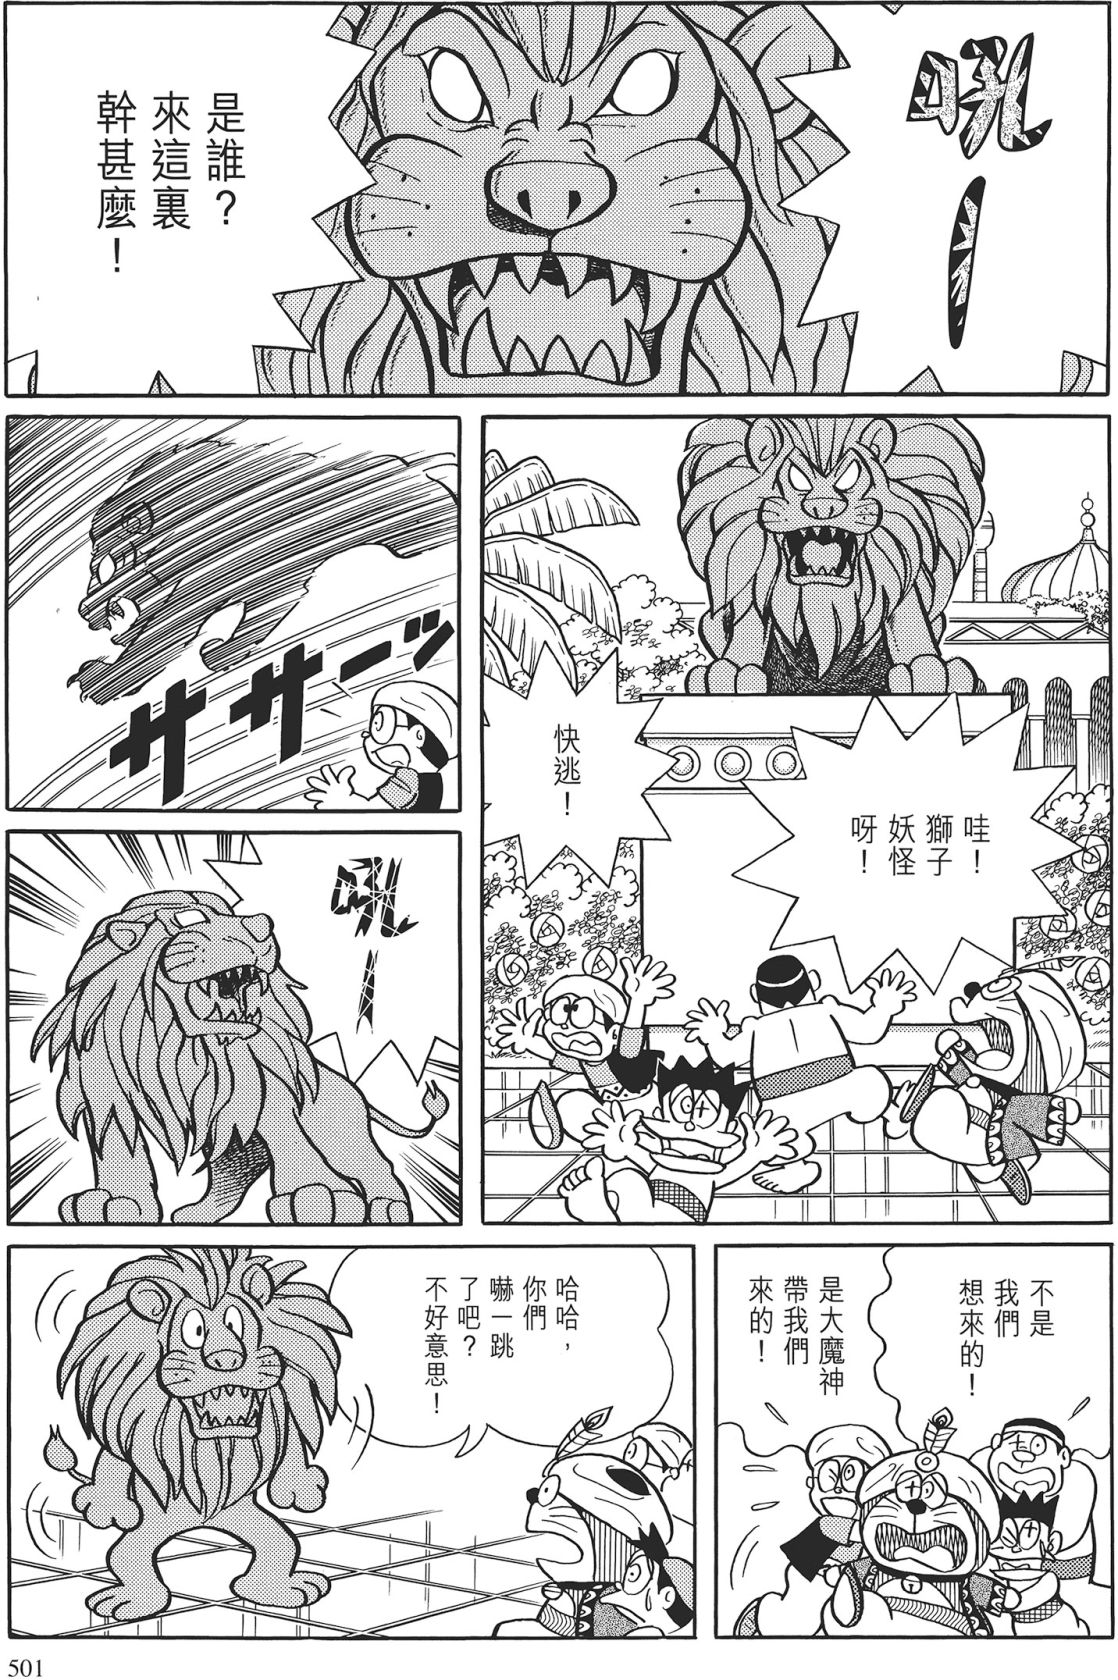 吼ー
是誰？
來這裏
幹甚麼！
哇！
獅子
妖怪
呀！
快逃！
ササーッ
吼ー
不是
我們
想來的！
是大魔神
帶我們
來的！
哈哈，
你們
嚇一跳
了吧？
不好意思！
501